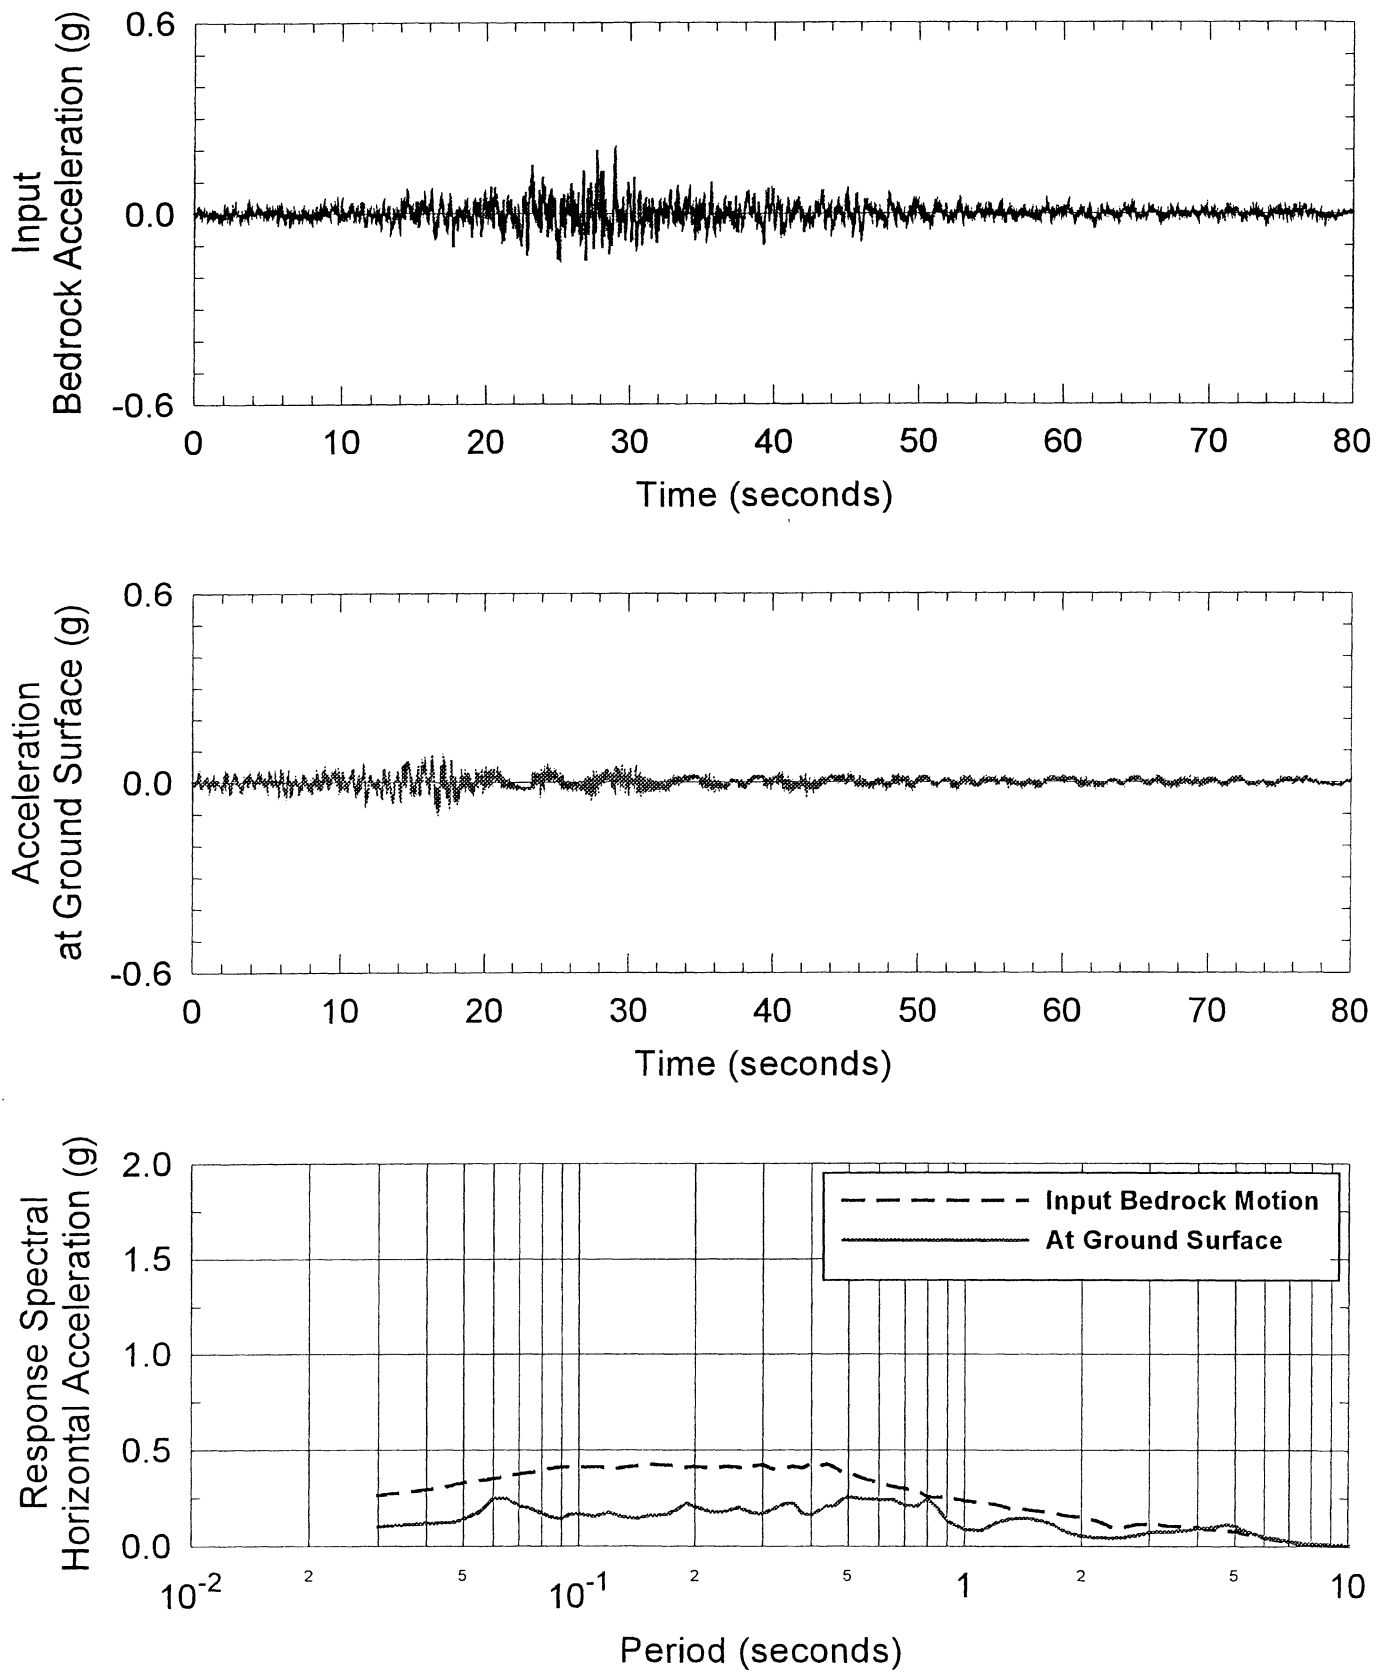 Input
Bedrock Acceleration (g)
0.6
0.0
-0.6
0 10 20 30 40 50 60 70 80
Time (seconds)
Acceleration
at Ground Surface (g)
0.6
0.0
-0.6
0 10 20 30 40 50 60 70 80
Time (seconds)
Response Spectral
Horizontal Acceleration (g)
2.0
1.5
1.0
0.5
0.0
Input Bedrock Motion
At Ground Surface
10-2 2 5 10-1 2 5 1 2 5 10
Period (seconds)